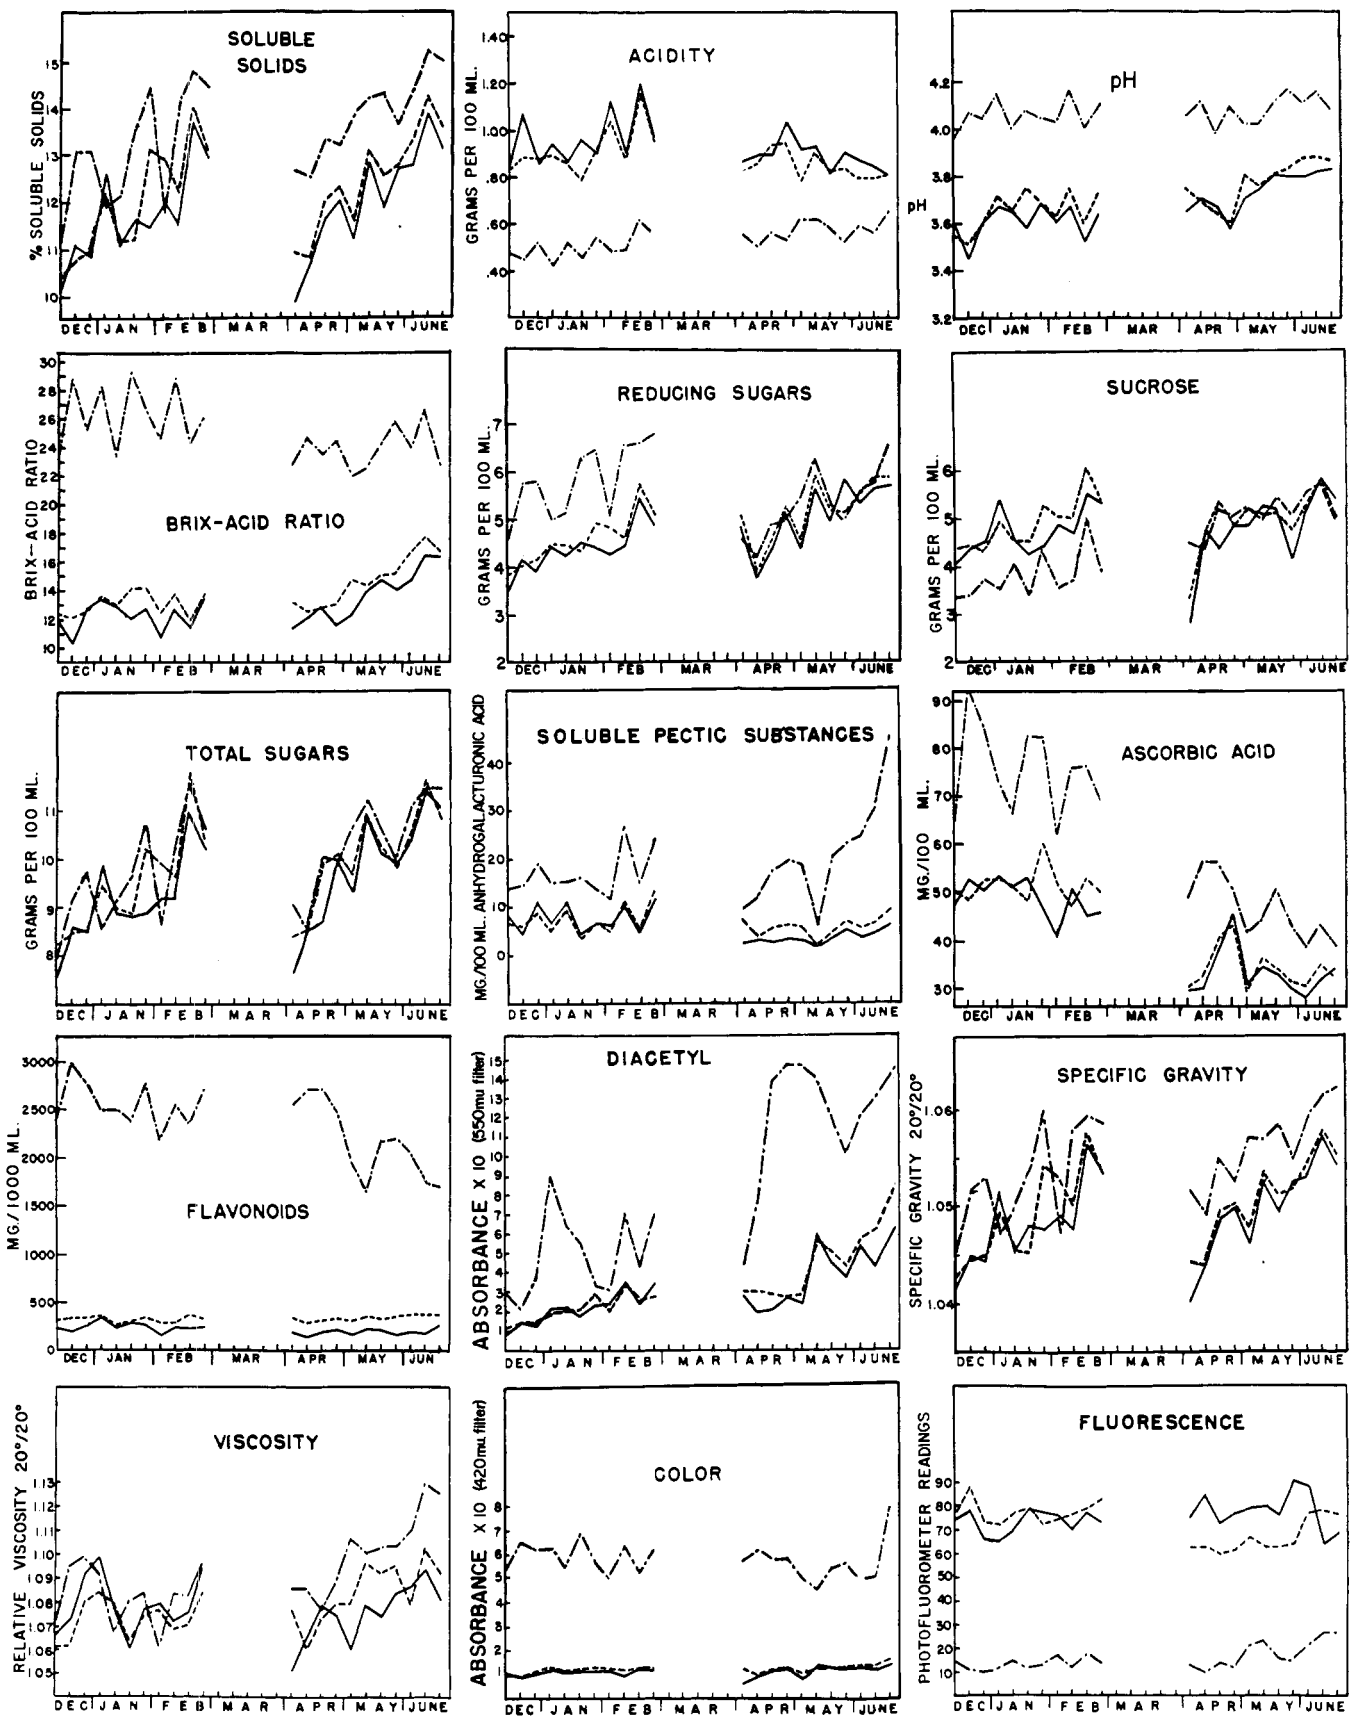 SOLUBLE
SOLIDS
% SOLUBLE SOLIDS
15
14
13
12
11
10
DEC JAN FEB MAR APR MAY JUNE
ACIDITY
GRAMS PER 100 ML.
1.40
1.20
1.00
.80
.60
.40
DEC JAN FEB MAR APR MAY JUNE
pH
pH
4.2
4.0
3.8
3.6
3.4
3.2
DEC JAN FEB MAR APR MAY JUNE
BRIX-ACID RATIO
BRIX-ACID RATIO
30
28
26
24
22
20
18
16
14
12
10
DEC JAN FEB MAR APR MAY JUNE
REDUCING SUGARS
GRAMS PER 100 ML.
7
6
5
4
3
2
DEC JAN FEB MAR APR MAY JUNE
SUCROSE
GRAMS PER 100 ML.
6
5
4
3
2
DEC JAN FEB MAR APR MAY JUNE
TOTAL SUGARS
GRAMS PER 100 ML.
11
10
9
8
DEC JAN FEB MAR APR MAY JUNE
SOLUBLE PECTIC SUBSTANCES
MG./100 ML. ANHYDROGALACTURONIC ACID
40
30
20
10
0
DEC JAN FEB MAR APR MAY JUNE
ASCORBIC ACID
MG./100 ML.
90
80
70
60
50
40
30
DEC JAN FEB MAR APR MAY JUNE
FLAVONOIDS
MG./1000 ML.
3000
2500
2000
1500
1000
500
0
DEC JAN FEB MAR APR MAY JUN
DIACETYL
ABSORBANCE X 10 (550mu filter)
15
14
13
12
11
10
9
8
7
6
5
4
3
2
1
DEC JAN FEB MAR APR MAY JUNE
SPECIFIC GRAVITY
SPECIFIC GRAVITY 20°/20°
1.06
1.05
1.04
DEC JAN FEB MAR APR MAY JUNE
VISCOSITY
RELATIVE VISCOSITY 20°/20°
1.13
1.12
1.11
1.10
1.09
1.08
1.07
1.06
1.05
DEC JAN FEB MAR APR MAY JUNE
COLOR
ABSORBANCE X 10 (420mu filter)
8
7
6
5
4
3
2
1
DEC JAN FEB MAR APR MAY JUNE
FLUORESCENCE
PHOTOFLUOROMETER READINGS
90
80
70
60
50
40
30
20
10
DEC JAN FEB MAR APR MAY JUNE